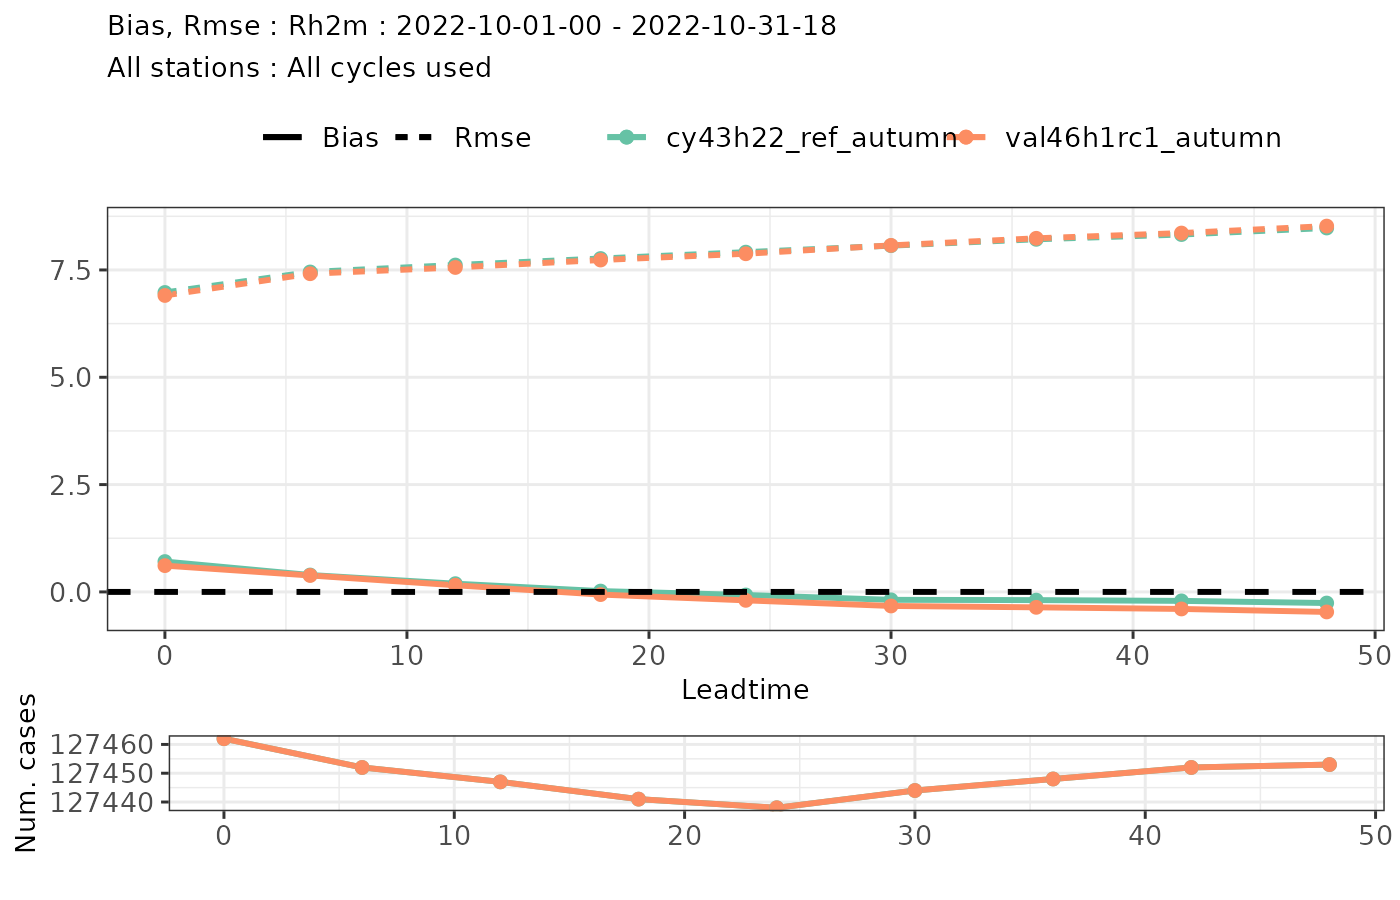 Bias, Rmse : Rh2m : 2022-10-01-00 - 2022-10-31-18
All stations : All cycles used
Bias Rmse cy43h22_ref_autumn val46h1rc1_autumn
7.5
5.0
2.5
0.0
0 10 20 30 40 50
Leadtime
Num. cases
127460
127450
127440
0 10 20 30 40 50